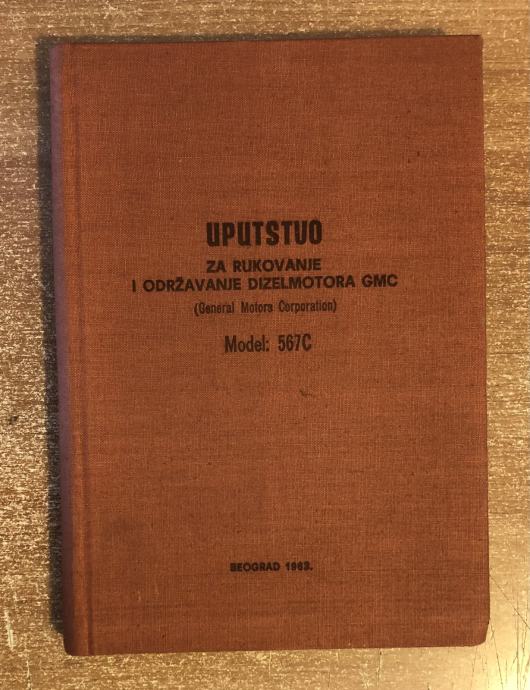 UPUTSTVO
ZA RUKOVANJE
I ODRŽAVANJE DIZELMOTORA GMC
(General Motors Corporation)
Model: 567C
BEOGRAD 1963.